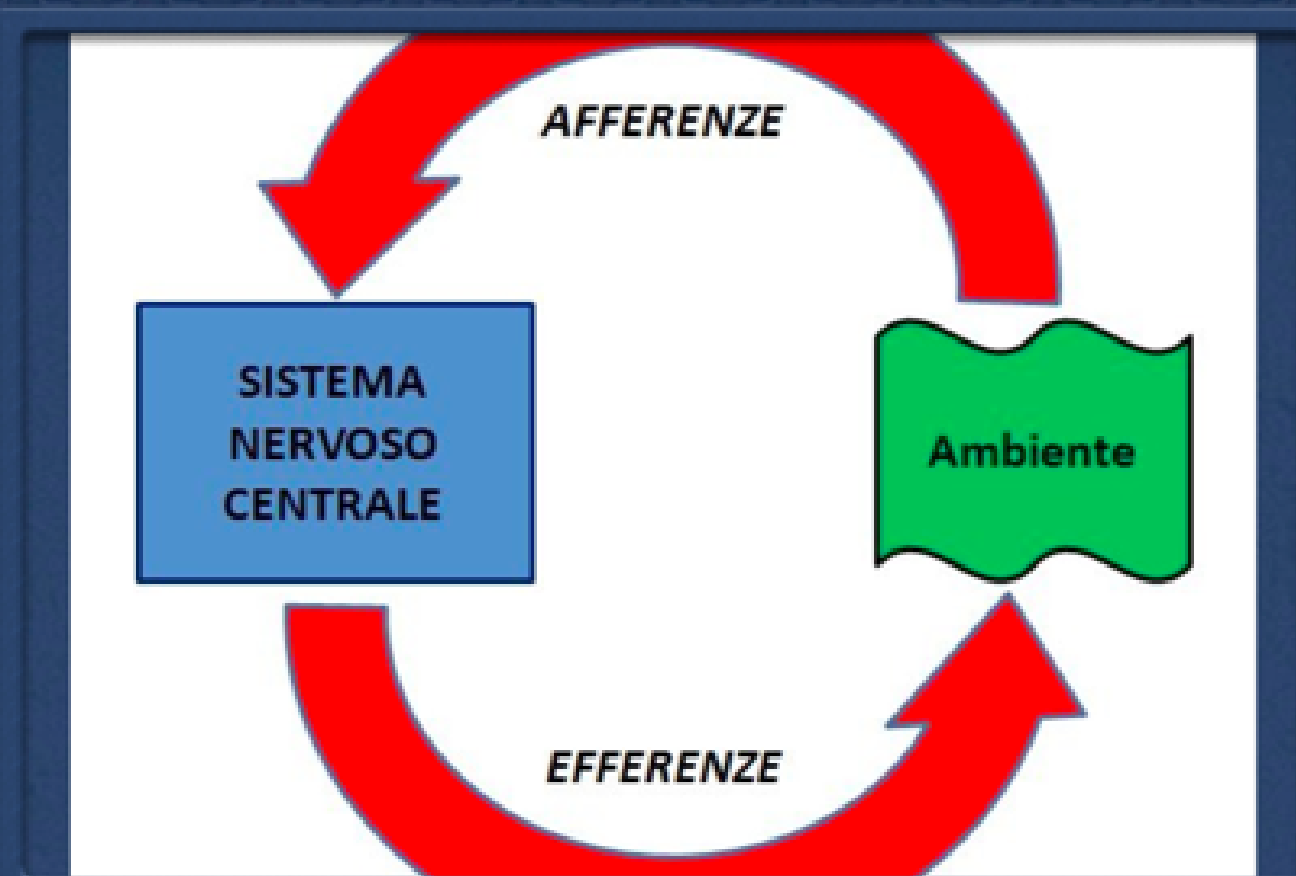 AFFERENZE
SISTEMA
NERVOSO
CENTRALE
Ambiente
EFFERENZE